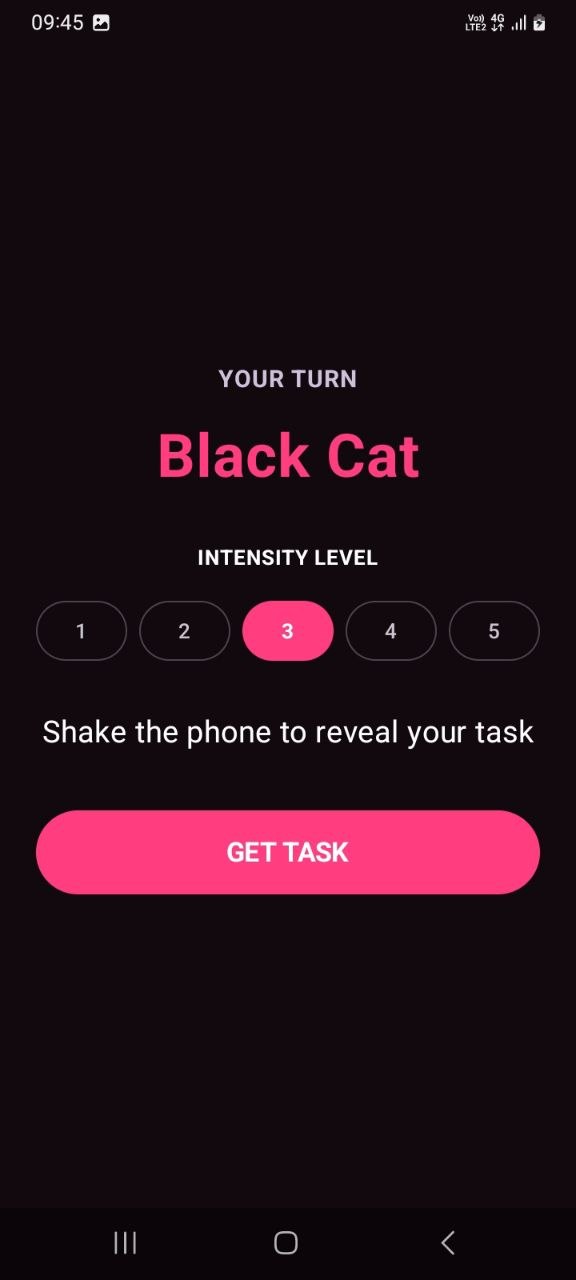 09:45
Vo)) 4G
LTE2
YOUR TURN
Black Cat
INTENSITY LEVEL
1 2 3 4 5
Shake the phone to reveal your task
GET TASK